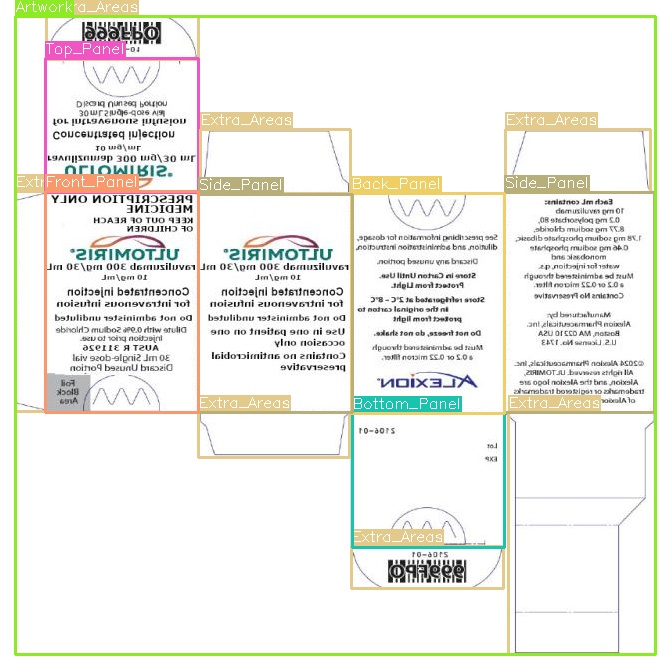 Artwork
Extra_Areas
999FPO
Top_Panel
ULTOMIRIS®
ravulizumab 300 mg/30 mL
10 mg/mL
Concentrated injection
for intravenous infusion
30 mL Single-dose vial
Discard Unused Portion
Front_Panel
PRESCRIPTION ONLY
MEDICINE
KEEP OUT OF REACH
OF CHILDREN
ULTOMIRIS®
ravulizumab 300 mg/30 mL
10 mg/mL
Concentrated injection
for intravenous infusion
Do not administer undiluted
Dilute with 0.9% Sodium Chloride
Injection prior to use.
AUST R 311926
30 mL Single-dose vial
Discard Unused Portion
Foil
Block
Area
Extra_Areas
Side_Panel
ULTOMIRIS®
ravulizumab 300 mg/30 mL
10 mg/mL
Concentrated injection
for intravenous infusion
Do not administer undiluted
Use in one patient on one
occasion only
Contains no antimicrobial
preservative
Extra_Areas
Back_Panel
See prescribing information for dosage,
dilution, and administration instruction.
Discard any unused portion
Store in Carton Until Use.
Protect From Light.
Store refrigerated at 2°C - 8°C
in the original carton to
protect from light
Do not freeze, do not shake.
Must be administered through
a 0.2 or 0.22 micron filter.
ALEXION®
Extra_Areas
Side_Panel
Each mL contains:
10 mg ravulizumab
0.2 mg polysorbate 80,
8.77 mg sodium chloride,
1.78 mg sodium phosphate dibasic,
0.46 mg sodium phosphate
monobasic and
water for injection, q.s.
Must be administered through
a 0.2 or 0.22 micron filter.
Contains No Preservative
Manufactured by:
Alexion Pharmaceuticals, Inc.
Boston, MA 02210 USA
U.S. License No. 1743
©2024 Alexion Pharmaceuticals, Inc.
All rights reserved. ULTOMIRIS,
Alexion, and the Alexion logo are
trademarks or registered trademarks
of Alexion
Extra_Areas
Bottom_Panel
2106-01
Lot
EXP
Extra_Areas
2106-01
999FPO